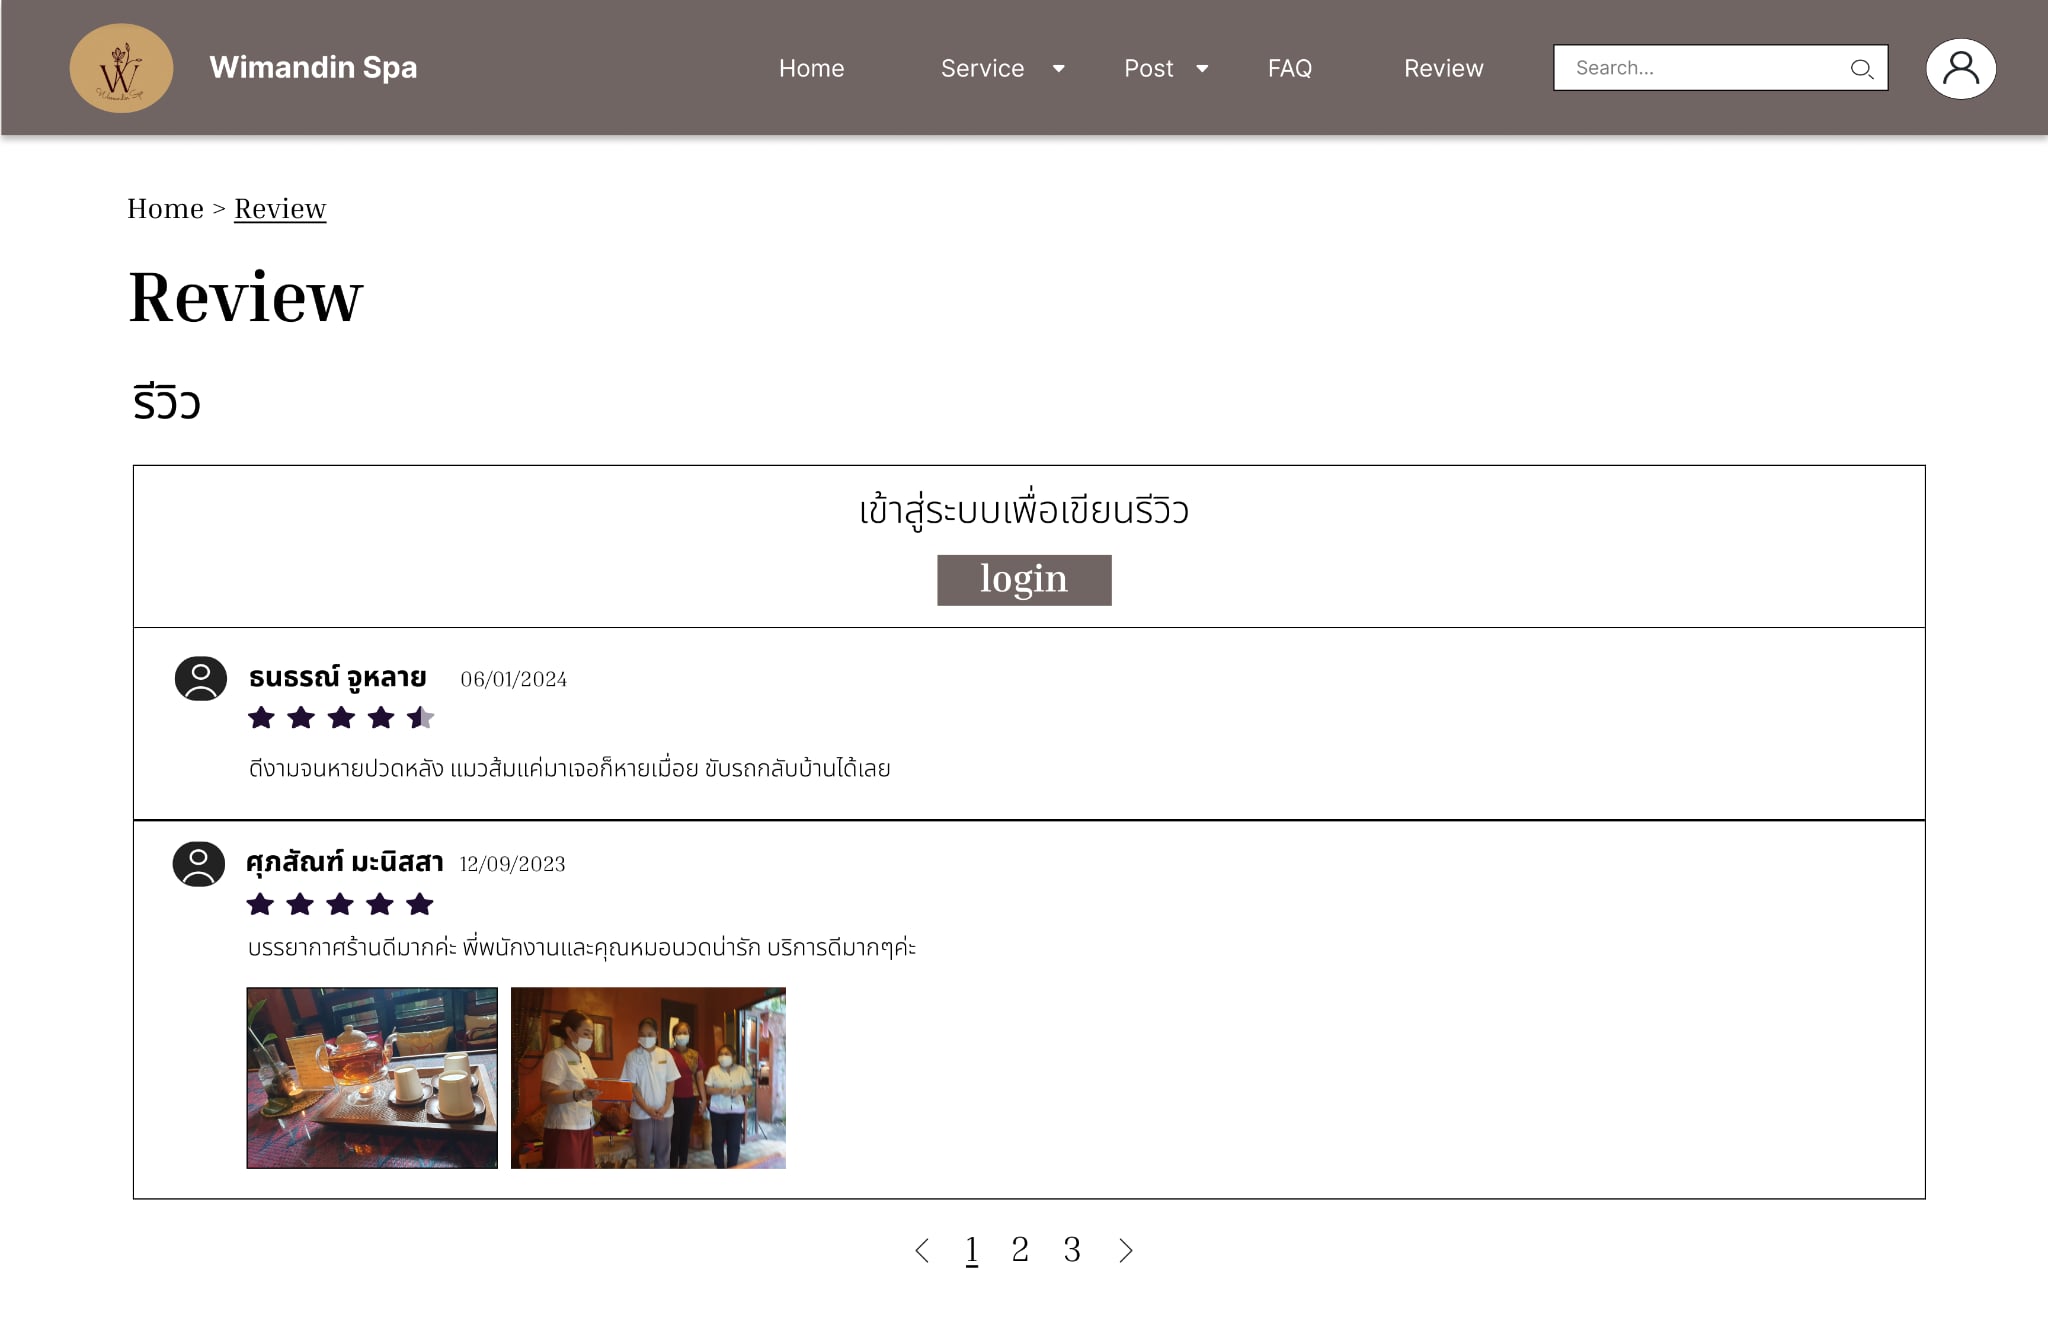 W
Wimandin Spa
Wimandin Spa
Home
Service
Post
FAQ
Review
Search...
Home > Review
Review
รีวิว
เข้าสู่ระบบเพื่อเขียนรีวิว
login
ธนธรณ์ จูหลาย 06/01/2024
ดีงามจนหายปวดหลัง แมวส้มแค่มาเจอก็หายเมื่อย ขับรถกลับบ้านได้เลย
ศุภสัณฑ์ มะนิสสา 12/09/2023
บรรยากาศร้านดีมากค่ะ พี่พนักงานและคุณหมอนวดน่ารัก บริการดีมากๆค่ะ
< 1 2 3 >